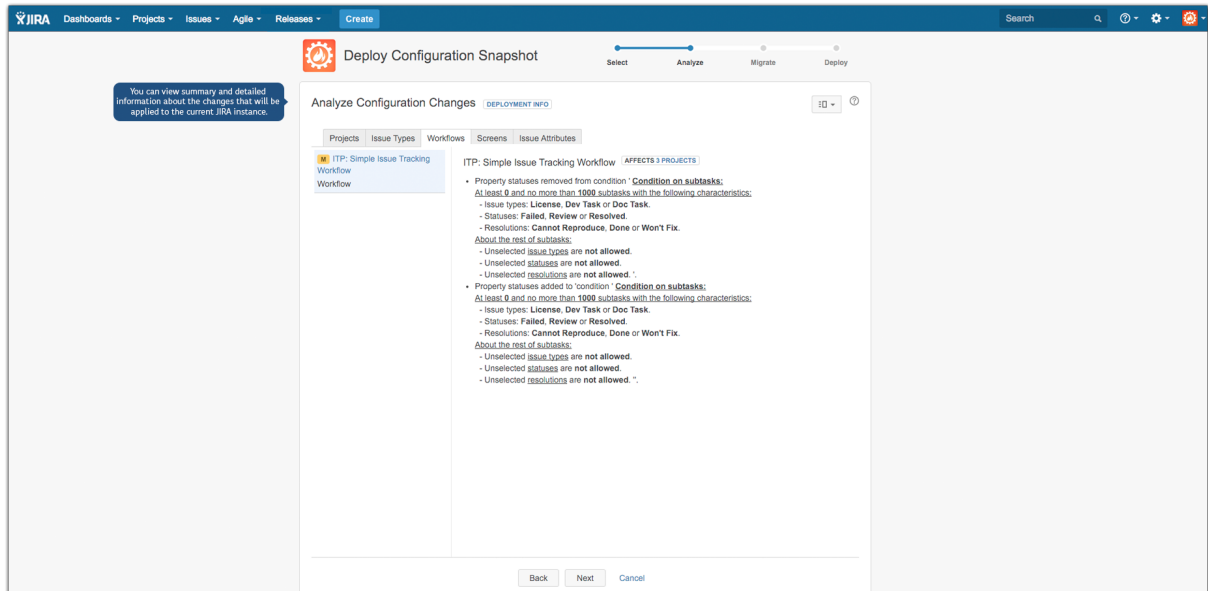 JIRA Dashboards Projects Issues Agile Releases Create Search
Deploy Configuration Snapshot
Select Analyze Migrate Deploy
You can view summary and detailed
information about the changes that will be
applied to the current JIRA instance.
Analyze Configuration Changes DEPLOYMENT INFO
Projects Issue Types Workflows Screens Issue Attributes
M ITP: Simple Issue Tracking
Workflow
Workflow
ITP: Simple Issue Tracking Workflow AFFECTS 3 PROJECTS
• Property statuses removed from condition ' Condition on subtasks:
At least 0 and no more than 1000 subtasks with the following characteristics:
- Issue types: License, Dev Task or Doc Task.
- Statuses: Failed, Review or Resolved.
- Resolutions: Cannot Reproduce, Done or Won't Fix.
About the rest of subtasks:
- Unselected issue types are not allowed.
- Unselected statuses are not allowed.
- Unselected resolutions are not allowed. '.
• Property statuses added to 'condition ' Condition on subtasks:
At least 0 and no more than 1000 subtasks with the following characteristics:
- Issue types: License, Dev Task or Doc Task.
- Statuses: Failed, Review or Resolved.
- Resolutions: Cannot Reproduce, Done or Won't Fix.
About the rest of subtasks:
- Unselected issue types are not allowed.
- Unselected statuses are not allowed.
- Unselected resolutions are not allowed. ''.
Back Next Cancel